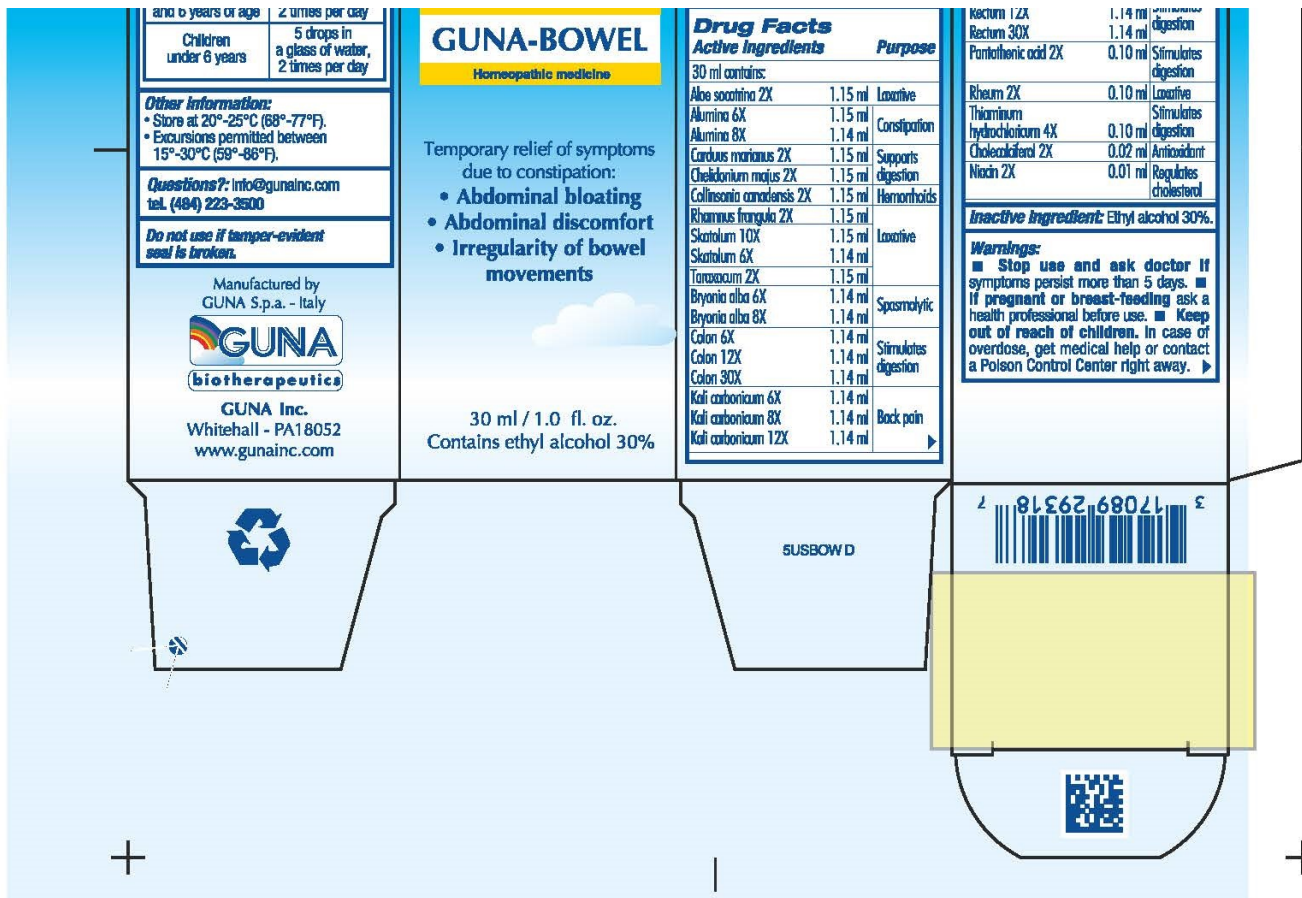 and 6 years of age 2 times per day
Children under 6 years
5 drops in
a glass of water,
2 times per day
Other information:
• Store at 20°-25°C (68°-77°F).
• Excursions permitted between
15°-30°C (59°-86°F).
Questions?: info@gunainc.com
tel. (484) 223-3500
Do not use if tamper-evident
seal is broken.
Manufactured by
GUNA S.p.a. - Italy
GUNA
biotherapeutics
GUNA Inc.
Whitehall - PA18052
www.gunainc.com
GUNA-BOWEL
Homeopathic medicine
Temporary relief of symptoms
due to constipation:
• Abdominal bloating
• Abdominal discomfort
• Irregularity of bowel
movements
30 ml / 1.0 fl. oz.
Contains ethyl alcohol 30%
Drug Facts
Active Ingredients Purpose
30 ml contains:
Aloe socotrina 2X 1.15 ml Laxative
Alumina 6X 1.15 ml
Alumina 8X 1.14 ml Constipation
Carduus marianus 2X 1.15 ml Supports
Chelidonium majus 2X 1.15 ml digestion
Collinsonia canadensis 2X 1.15 ml Hemorrhoids
Rhamnus frangula 2X 1.15 ml
Skatolum 10X 1.15 ml Laxative
Skatolum 6X 1.14 ml
Taraxacum 2X 1.15 ml
Bryonia alba 6X 1.14 ml Spasmolytic
Bryonia alba 8X 1.14 ml
Colon 6X 1.14 ml
Colon 12X 1.14 ml Stimulates
Colon 30X 1.14 ml digestion
Kali carbonicum 6X 1.14 ml
Kali carbonicum 8X 1.14 ml Back pain
Kali carbonicum 12X 1.14 ml
Rectum 12X 1.14 ml Stimulates
Rectum 30X 1.14 ml digestion
Pantothenic acid 2X 0.10 ml Stimulates
digestion
Rheum 2X 0.10 ml Laxative
Thiaminum Stimulates
hydrochloricum 4X 0.10 ml digestion
Cholecalciferol 2X 0.02 ml Antioxidant
Niacin 2X 0.01 ml Regulates
cholesterol
Inactive Ingredient: Ethyl alcohol 30%.
Warnings:
■ Stop use and ask doctor if
symptoms persist more than 5 days. ■
If pregnant or breast-feeding ask a
health professional before use. ■ Keep
out of reach of children. In case of
overdose, get medical help or contact
a Poison Control Center right away.
5USBOW D
3 17089 29318 7